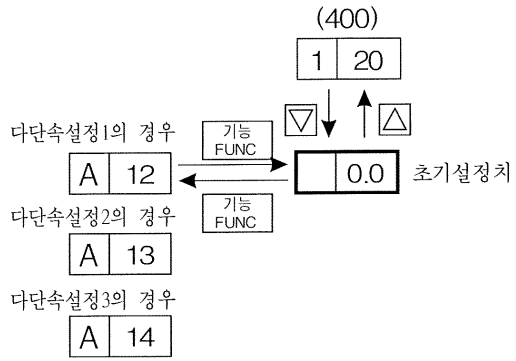 (400)
1 20
▽ △
다단속설정1의 경우
기능
FUNC
A 12
0.0 초기설정치
기능
FUNC
다단속설정2의 경우
A 13
다단속설정3의 경우
A 14